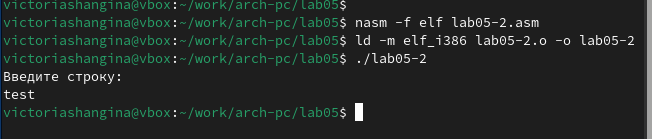 victoriashangina@vbox:~/work/arch-pc/lab05$
victoriashangina@vbox:~/work/arch-pc/lab05$ nasm -f elf lab05-2.asm
victoriashangina@vbox:~/work/arch-pc/lab05$ ld -m elf_i386 lab05-2.o -o lab05-2
victoriashangina@vbox:~/work/arch-pc/lab05$ ./lab05-2
Введите строку:
test
victoriashangina@vbox:~/work/arch-pc/lab05$